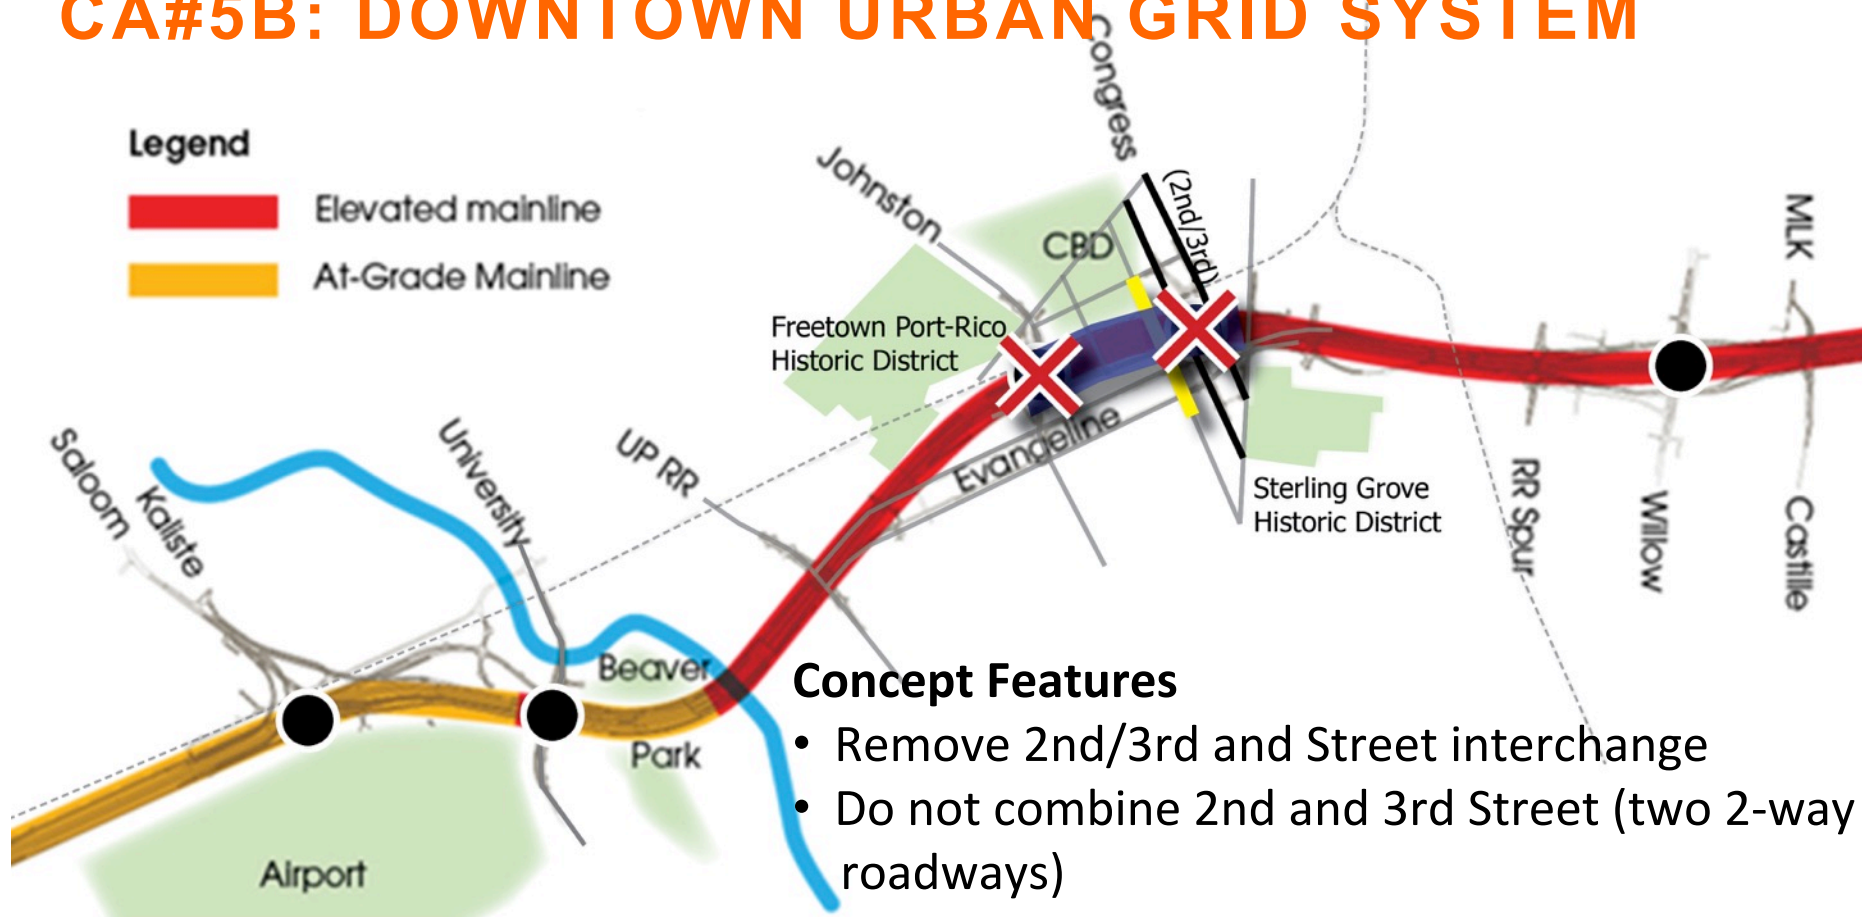 CA#5B: DOWNTOWN URBAN GRID SYSTEM
Legend
Elevated mainline
At-Grade Mainline
Congress
(2nd/3rd)
Johnston
CBD
MLK
Freetown Port-Rico
Historic District
Saloom
Kaliste
University
UP RR
Evangeline
Sterling Grove
Historic District
RR Spur
Willow
Castille
Beaver
Park
Airport
Concept Features
• Remove 2nd/3rd and Street interchange
• Do not combine 2nd and 3rd Street (two 2-way
roadways)